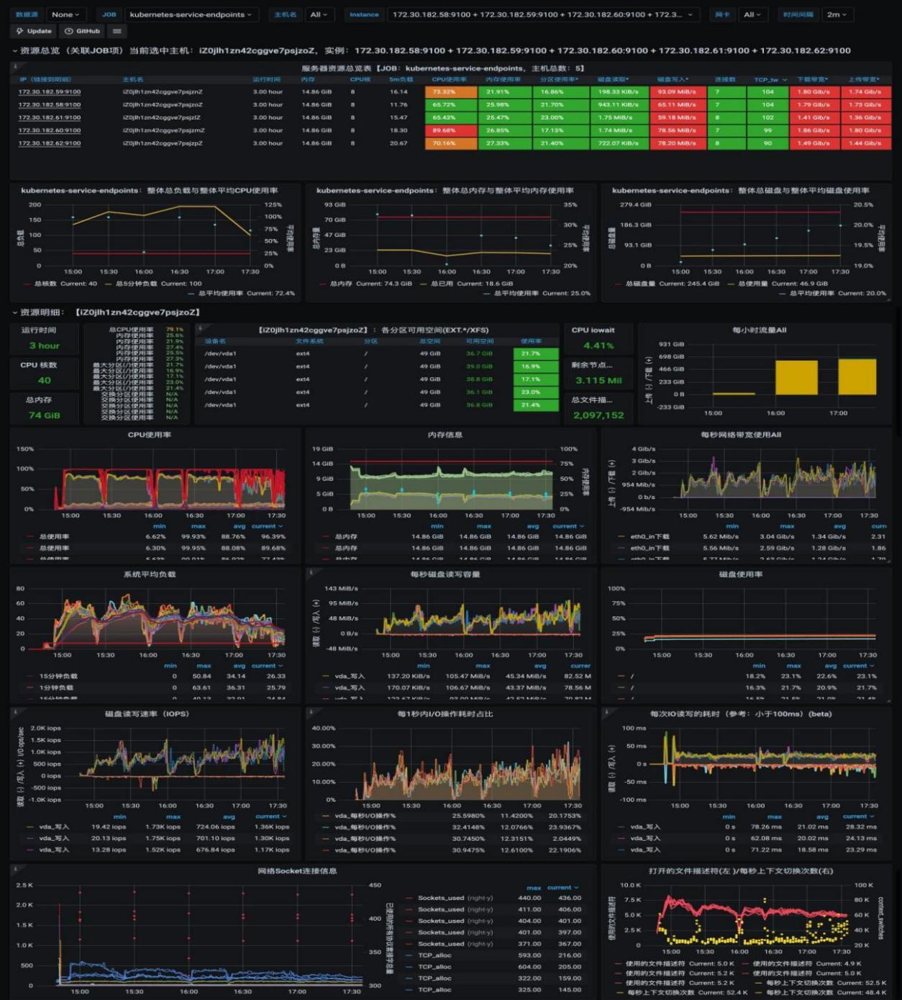 数据源 None JOB kubernetes-service-endpoints 主机名 All Instance 172.30.182.58:9100 + 172.30.182.59:9100 + 172.30.182.60:9100 + 172.3... 网卡 All 时间间隔 2m
Update GitHub
资源总览（关联JOB项）当前选中主机：iZ0jlh1zn42cggve7psjzoZ，实例：172.30.182.58:9100 + 172.30.182.59:9100 + 172.30.182.60:9100 + 172.30.182.61:9100 + 172.30.182.62:9100
服务器资源总览表【JOB：kubernetes-service-endpoints，主机总数：5】
IP（链接到明细） 主机名 运行时间 内存 CPU核 5m负载 CPU使用率 内存使用率 分区使用率* 磁盘读取* 磁盘写入* 连接数 TCP_tw 下载带宽* 上传带宽*
172.30.182.59:9100 iZ0jlh1zn42cggve7psjznZ 3.00 hour 14.86 GiB 8 16.14 73.32% 21.91% 16.86% 198.33 KiB/s 93.09 MiB/s 7 104 1.80 Gib/s 1.74 Gib/s
172.30.182.58:9100 iZ0jlh1zn42cggve7psjzoZ 3.00 hour 14.86 GiB 8 11.76 65.72% 25.98% 21.70% 943.11 KiB/s 65.11 MiB/s 7 104 1.79 Gib/s 1.73 Gib/s
172.30.182.61:9100 iZ0jlh1zn42cggve7psjzlZ 3.00 hour 14.86 GiB 8 15.47 65.43% 25.47% 23.00% 1.75 MiB/s 59.18 MiB/s 8 102 1.41 Gib/s 1.36 Gib/s
172.30.182.60:9100 iZ0jlh1zn42cggve7psjzmZ 3.00 hour 14.86 GiB 8 18.30 89.68% 26.85% 17.13% 1.74 MiB/s 78.56 MiB/s 7 99 1.86 Gib/s 1.80 Gib/s
172.30.182.62:9100 iZ0jlh1zn42cggve7psjzpZ 3.00 hour 14.86 GiB 8 20.67 70.16% 27.33% 21.40% 722.07 KiB/s 78.20 MiB/s 8 90 1.49 Gib/s 1.44 Gib/s
kubernetes-service-endpoints：整体总负载与整体平均CPU使用率
200 150 100 50 0
总负载
125% 100% 75% 50% 25% 0%
平均使用率
15:00 15:30 16:00 16:30 17:00 17:30
总核数 Current: 40 总5分钟负载 Current: 100
总平均使用率 Current: 72.4%
kubernetes-service-endpoints：整体总内存与整体平均内存使用率
93 GiB 70 GiB 47 GiB 23 GiB 0 B
总内存量
35% 30% 25% 20%
平均使用率
15:00 15:30 16:00 16:30 17:00 17:30
总内存 Current: 74.3 GiB 总已用 Current: 18.6 GiB
总平均使用率 Current: 25.0%
kubernetes-service-endpoints：整体总磁盘与整体平均磁盘使用率
279.4 GiB 186.3 GiB 93.1 GiB 0 B
总磁盘量
20.5% 20.0% 19.5% 19.0%
平均使用率
15:00 15:30 16:00 16:30 17:00 17:30
总磁盘量 Current: 245.4 GiB 总使用量 Current: 46.9 GiB
总平均使用率 Current: 20.0%
资源明细：【iZ0jlh1zn42cggve7psjzoZ】
运行时间
3 hour
CPU 核数
40
总内存
74 GiB
总CPU使用率 79.1%
内存使用率 25.6%
内存使用率 21.9%
内存使用率 27.4%
内存使用率 25.5%
内存使用率 27.3%
最大分区(/)使用率 21.7%
最大分区(/)使用率 16.9%
最大分区(/)使用率 17.1%
最大分区(/)使用率 23.0%
最大分区(/)使用率 21.4%
交换分区使用率 N/A
交换分区使用率 N/A
交换分区使用率 N/A
交换分区使用率 N/A
交换分区使用率 N/A
【iZ0jlh1zn42cggve7psjzoZ】：各分区可用空间(EXT.*/XFS)
设备名 文件系统 分区 总空间 可用空间 使用率
/dev/vda1 ext4 / 49 GiB 36.7 GiB 21.7%
/dev/vda1 ext4 / 49 GiB 39.0 GiB 16.9%
/dev/vda1 ext4 / 49 GiB 38.8 GiB 17.1%
/dev/vda1 ext4 / 49 GiB 36.1 GiB 23.0%
/dev/vda1 ext4 / 49 GiB 36.8 GiB 21.4%
CPU iowait
4.41%
剩余节点...
3.115 Mil
总文件描...
2,097,152
每小时流量All
931 GiB 698 GiB 466 GiB 233 GiB 0 B -233 GiB
上传 (-) /下载 (+)
15:00 16:00 17:00
CPU使用率
150% 100% 50% 0%
15:00 15:30 16:00 16:30 17:00 17:30
min max avg current
总使用率 6.62% 99.93% 88.76% 96.39%
总使用率 6.30% 99.95% 88.08% 89.68%
内存信息
19 GiB 14 GiB 9 GiB 5 GiB 0 B
100% 75% 50% 25% 0%
内存使用率
15:00 15:30 16:00 16:30 17:00 17:30
min max avg current
总内存 14.86 GiB 14.86 GiB 14.86 GiB 14.86 GiB
总内存 14.86 GiB 14.86 GiB 14.86 GiB 14.86 GiB
每秒网络带宽使用All
4 Gib/s 3 Gib/s 2 Gib/s 954 Mib/s 0 b/s -954 Mib/s
上传 (-) /下载 (+)
15:00 15:30 16:00 16:30 17:00 17:30
min max avg curr
eth0_in下载 5.62 Mib/s 3.04 Gib/s 1.34 Gib/s 2.31
eth0_in下载 5.56 Mib/s 2.59 Gib/s 1.28 Gib/s 1.86
系统平均负载
80 60 40 20 0
15:00 15:30 16:00 16:30 17:00 17:30
min max avg current
15分钟负载 0 50.84 34.14 26.33
1分钟负载 0 63.61 36.31 25.79
每秒磁盘读写容量
143 MiB/s 95 MiB/s 48 MiB/s 0 B/s -48 MiB/s
读取 (-) /写入 (+)
15:00 15:30 16:00 16:30 17:00 17:30
min max avg currer
vda_写入 137.20 KiB/s 105.47 MiB/s 45.34 MiB/s 82.52 M
vda_写入 170.07 KiB/s 106.67 MiB/s 43.37 MiB/s 78.56 M
磁盘使用率
100% 75% 50% 25% 0%
15:00 15:30 16:00 16:30 17:00 17:30
min max avg current
/ 18.2% 23.1% 22.6% 23.1%
/ 16.3% 21.7% 20.9% 21.7%
磁盘读写速率（IOPS）
2.0K iops 1.5K iops 1.0K iops 500 iops 0 iops -500 iops -1.0K iops
读取 (-) /写入 (+) I/O ops/sec
15:00 15:30 16:00 16:30 17:00 17:30
min max avg current
vda_写入 19.42 iops 1.73K iops 724.06 iops 1.36K iops
vda_写入 20.13 iops 1.75K iops 701.10 iops 1.30K iops
vda_写入 13.28 iops 1.52K iops 676.84 iops 1.17K iops
每1秒内I/O操作耗时占比
40.00% 30.00% 20.00% 10.00% 0%
15:00 15:30 16:00 16:30 17:00 17:30
vda_每秒I/O操作% 25.5980% 11.4200% 20.1753%
vda_每秒I/O操作% 32.4148% 12.0766% 23.9367%
vda_每秒I/O操作% 30.7450% 12.3151% 2.0449%
vda_每秒I/O操作% 30.9475% 12.6100% 22.1906%
每次IO读写的耗时（参考：小于100ms）(beta)
100 ms 50 ms 0 s -50 ms -100 ms
读取 (-) /写入 (+)
15:00 15:30 16:00 16:30 17:00 17:30
min max avg current
vda_写入 0 s 78.26 ms 21.02 ms 28.32 ms
vda_写入 0 s 62.08 ms 20.02 ms 24.13 ms
vda_写入 0 s 71.22 ms 18.58 ms 23.29 ms
网络Socket连接信息
2.5 K 2.0 K 1.5 K 1.0 K 500 0
450 400 350 300
已使用的所有协议套接字总量
15:00 15:30 16:00 16:30 17:00 17:30
max current
Sockets_used (right-y) 440.00 436.00
Sockets_used (right-y) 411.00 406.00
Sockets_used (right-y) 404.00 401.00
Sockets_used (right-y) 401.00 397.00
Sockets_used (right-y) 371.00 367.00
TCP_alloc 593.00 216.00
TCP_alloc 604.00 205.00
TCP_alloc 322.00 159.00
TCP_alloc 325.00 145.00
打开的文件描述符(左 )/每秒上下文切换次数(右)
10.0 K 7.5 K 5.0 K 2.5 K 0
使用的文件描述符
100 K 80 K 60 K 40 K 20 K
context_switches
15:00 15:30 16:00 16:30 17:00 17:30
使用的文件描述符 Current: 5.0 K 使用的文件描述符 Current: 4.9 K
使用的文件描述符 Current: 5.2 K 使用的文件描述符 Current: 5.0 K
使用的文件描述符 Current: 5.2 K 每秒上下文切换次数 Current: 52.5 K
每秒上下文切换次数 Current: 52.4 K 每秒上下文切换次数 Current: 48.4 K